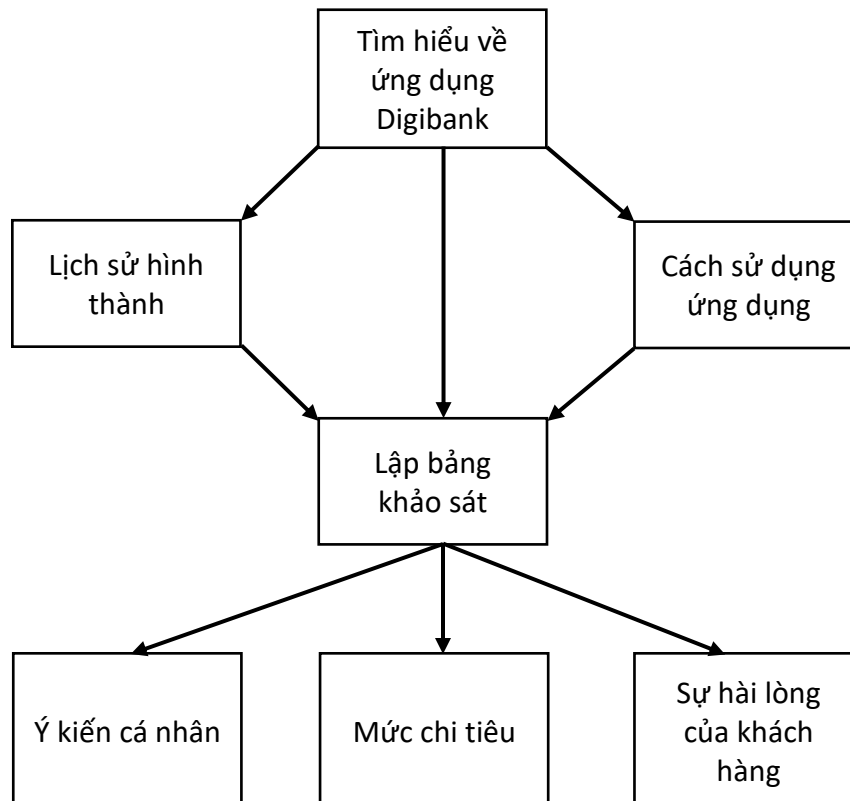 Tìm hiểu về
ứng dụng
Digibank
Lịch sử hình
thành
Cách sử dụng
ứng dụng
Lập bảng
khảo sát
Ý kiến cá nhân
Mức chi tiêu
Sự hài lòng
của khách
hàng